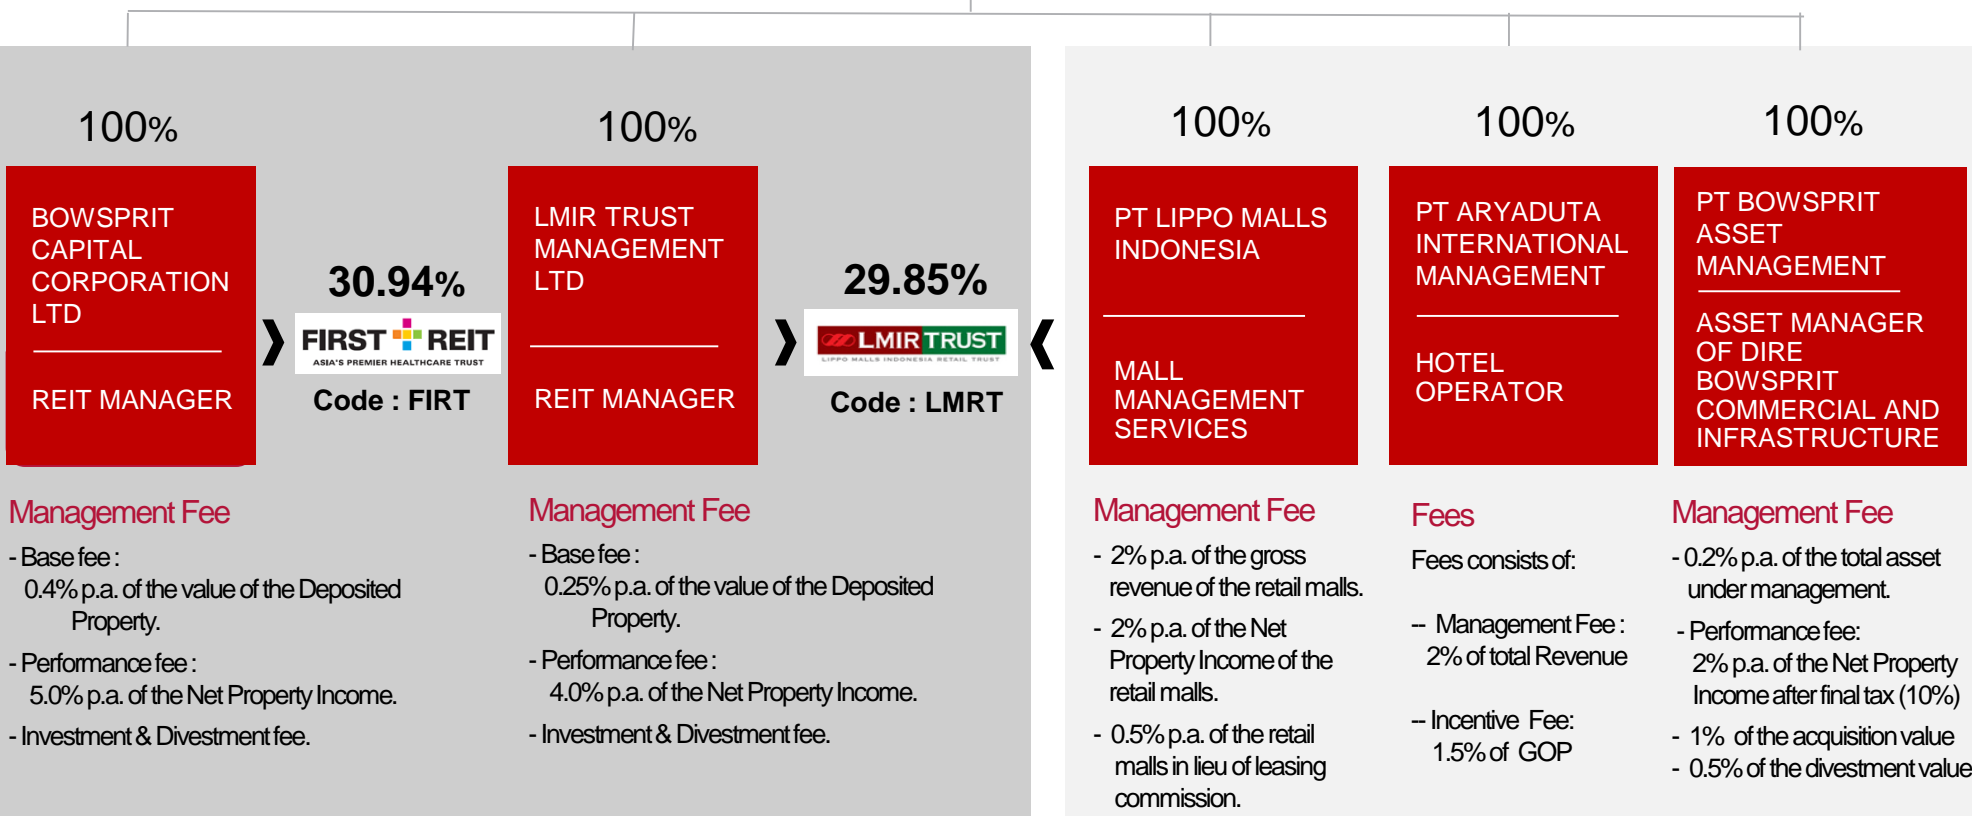 100%
BOWSPRIT
CAPITAL
CORPORATION
LTD
REIT MANAGER
Management Fee
- Base fee :
0.4% p.a. of the value of the Deposited
Property.
- Performance fee :
5.0% p.a. of the Net Property Income.
- Investment & Divestment fee.
30.94%
FIRST REIT
ASIA'S PREMIER HEALTHCARE TRUST
Code : FIRT
100%
LMIR TRUST
MANAGEMENT
LTD
REIT MANAGER
Management Fee
- Base fee :
0.25% p.a. of the value of the Deposited
Property.
- Performance fee :
4.0% p.a. of the Net Property Income.
- Investment & Divestment fee.
29.85%
LMIR TRUST
LIPPO MALLS INDONESIA RETAIL TRUST
Code : LMRT
100%
PT LIPPO MALLS
INDONESIA
MALL
MANAGEMENT
SERVICES
Management Fee
- 2% p.a. of the gross
revenue of the retail malls.
- 2% p.a. of the Net
Property Income of the
retail malls.
- 0.5% p.a. of the retail
malls in lieu of leasing
commission.
100%
PT ARYADUTA
INTERNATIONAL
MANAGEMENT
HOTEL
OPERATOR
Fees
Fees consists of:
-- Management Fee :
2% of total Revenue
-- Incentive Fee:
1.5% of GOP
100%
PT BOWSPRIT
ASSET
MANAGEMENT
ASSET MANAGER
OF DIRE
BOWSPRIT
COMMERCIAL AND
INFRASTRUCTURE
Management Fee
- 0.2% p.a. of the total asset
under management.
- Performance fee:
2% p.a. of the Net Property
Income after final tax (10%)
- 1% of the acquisition value
- 0.5% of the divestment value